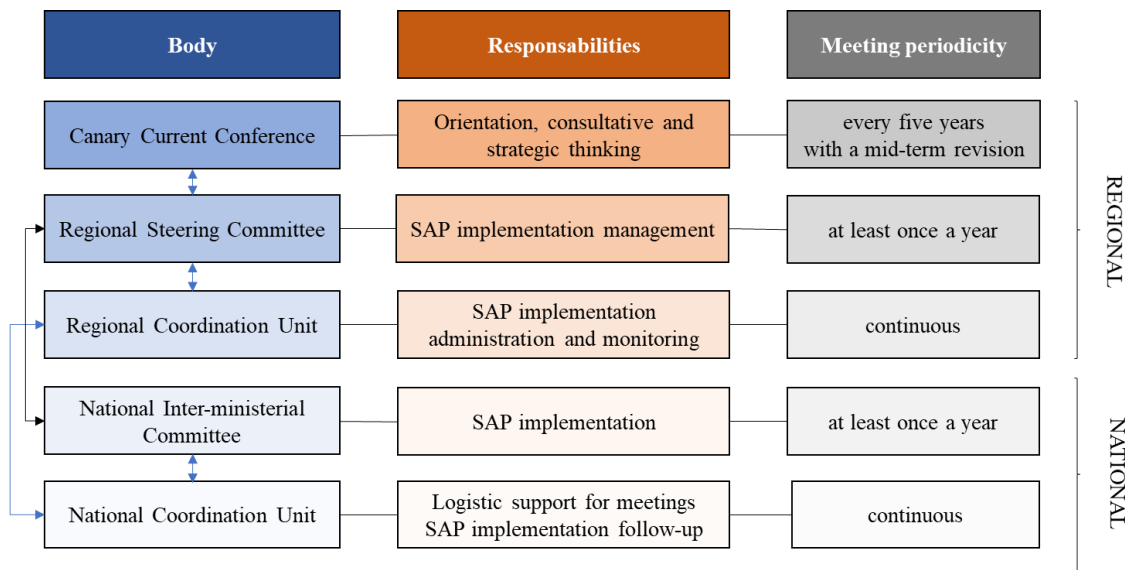 Body
Responsabilities
Meeting periodicity
Canary Current Conference
Orientation, consultative and
strategic thinking
every five years
with a mid-term revision
Regional Steering Committee
SAP implementation management
at least once a year
Regional Coordination Unit
SAP implementation
administration and monitoring
continuous
REGIONAL
National Inter-ministerial
Committee
SAP implementation
at least once a year
National Coordination Unit
Logistic support for meetings
SAP implementation follow-up
continuous
NATIONAL